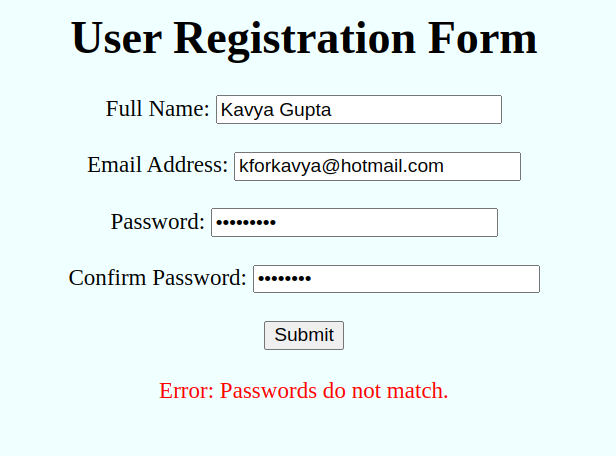 User Registration Form
Full Name: Kavya Gupta
Email Address: kforkavya@hotmail.com
Password: •••••••••
Confirm Password: ••••••••
Submit
Error: Passwords do not match.